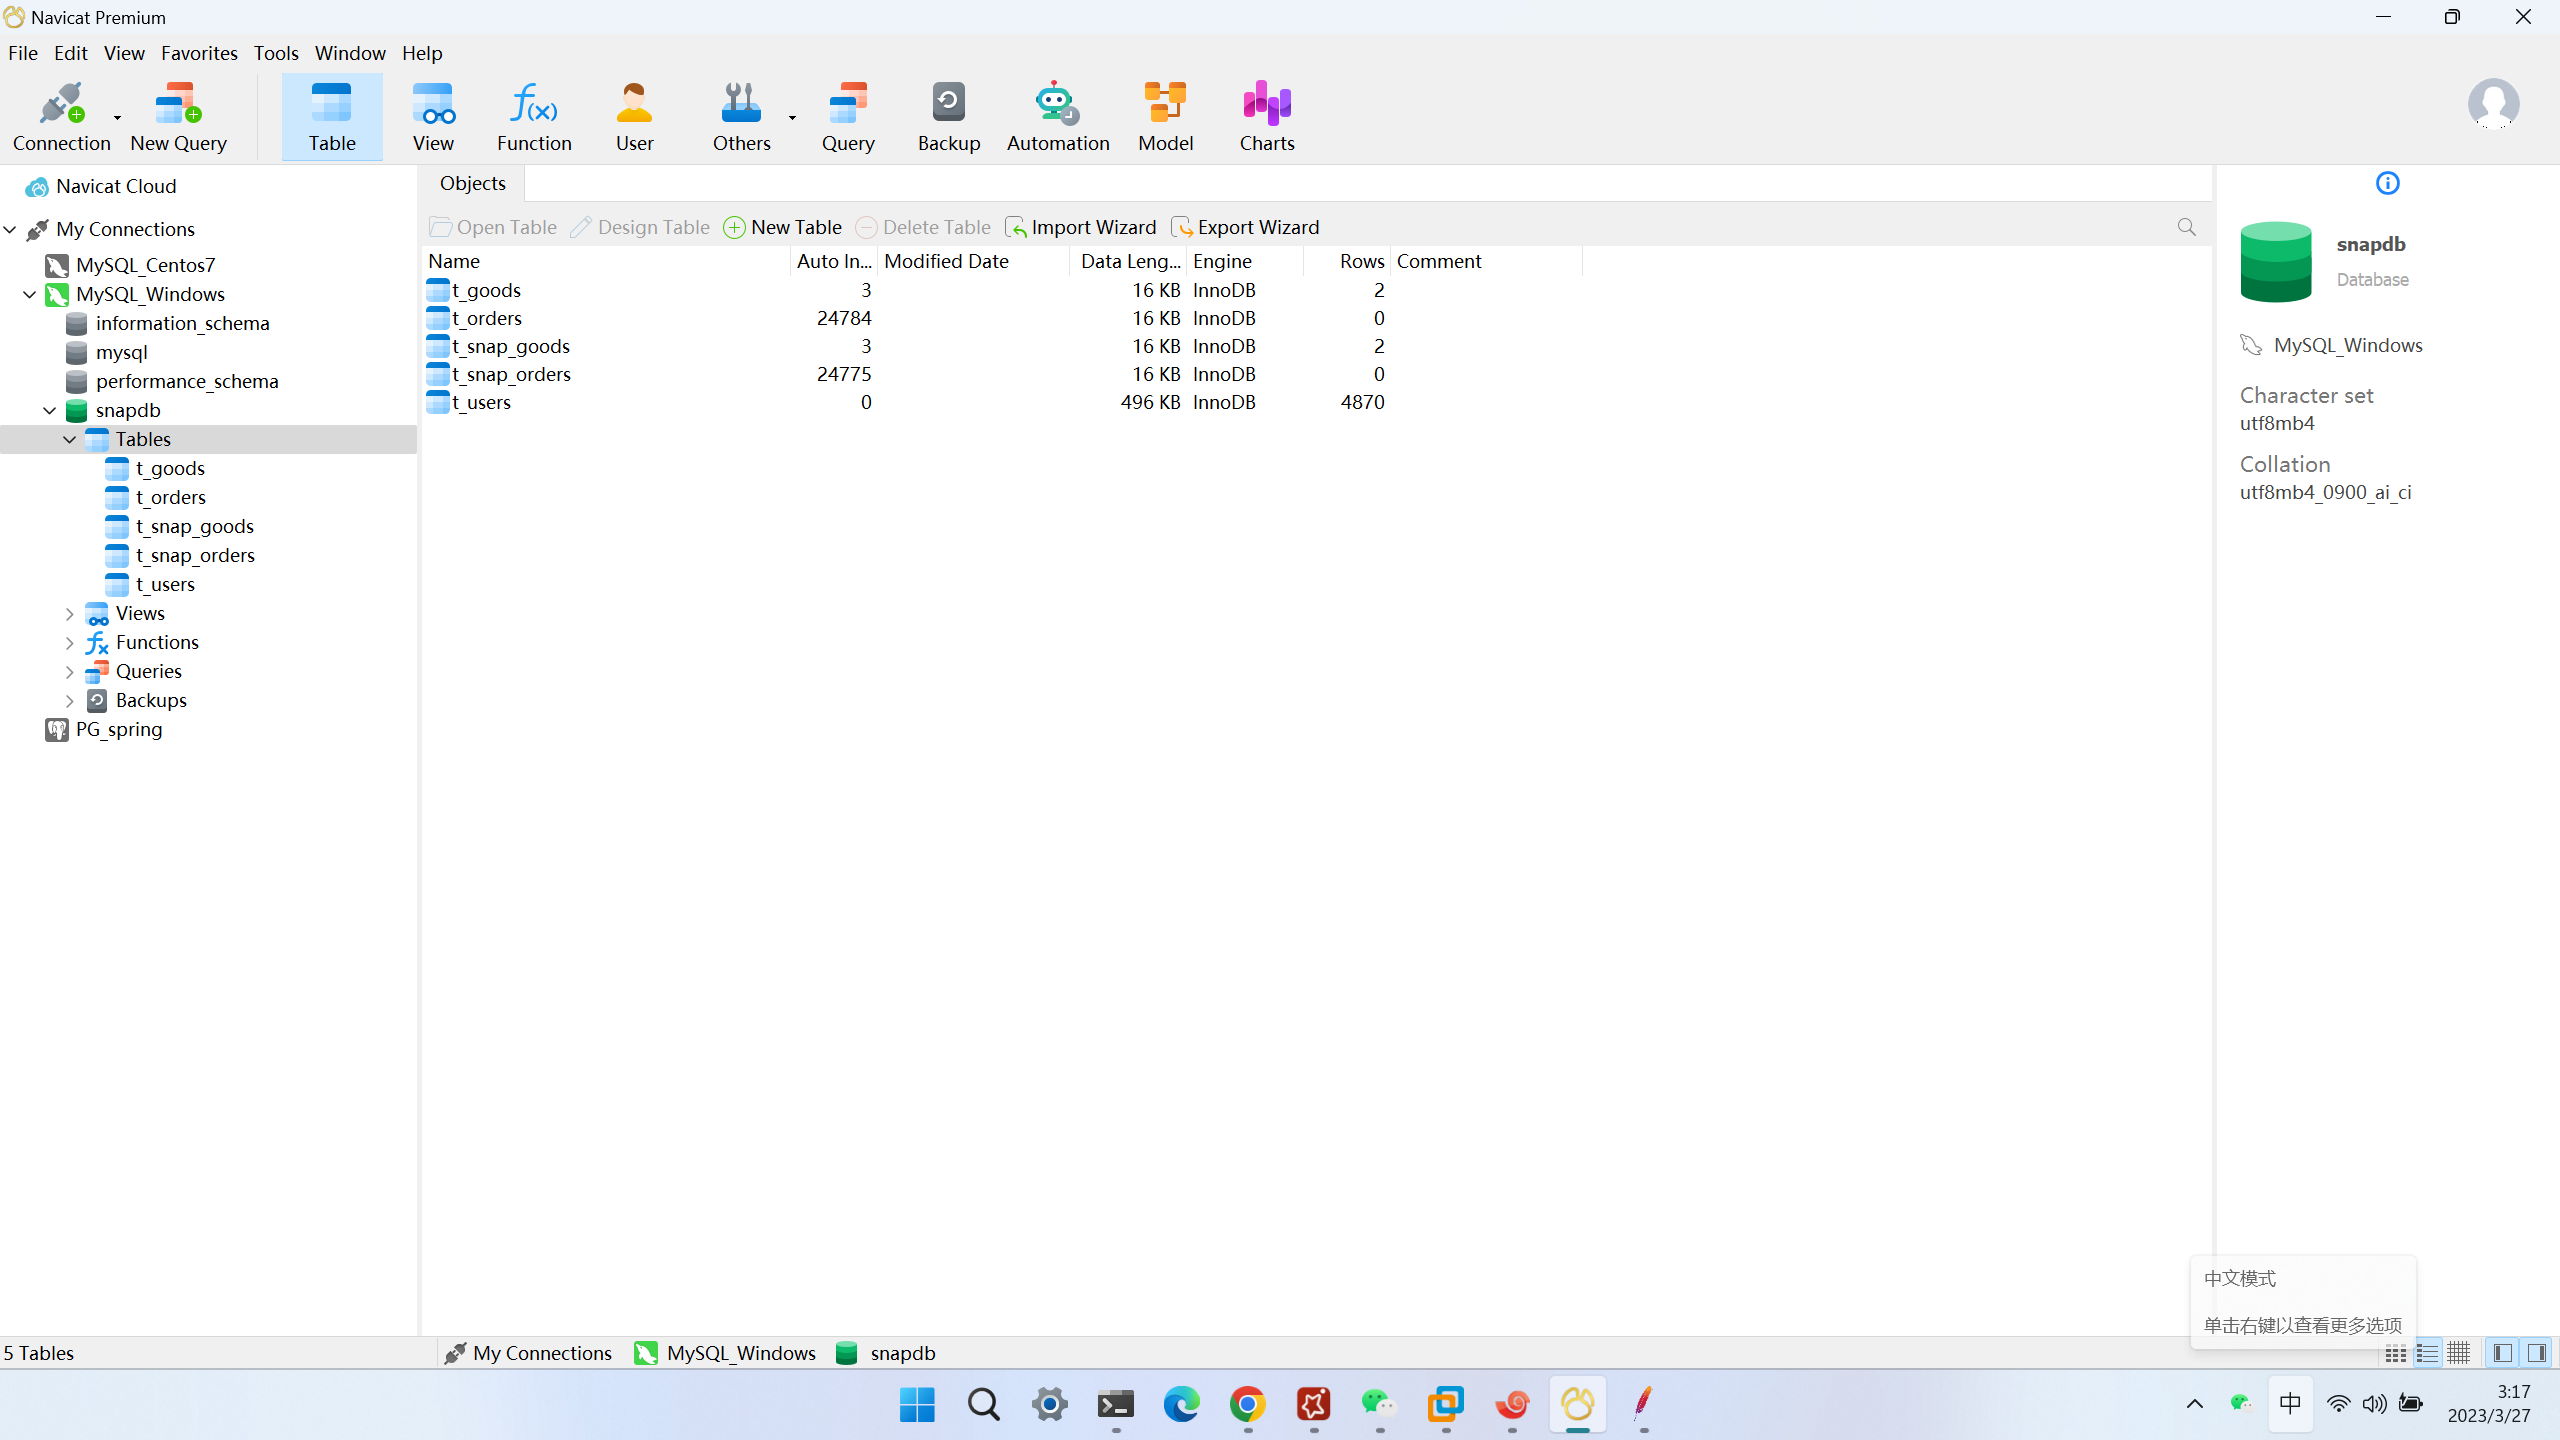 Navicat Premium
File Edit View Favorites Tools Window Help
Connection New Query Table View Function User Others Query Backup Automation Model Charts
Navicat Cloud
My Connections
MySQL_Centos7
MySQL_Windows
information_schema
mysql
performance_schema
snapdb
Tables
t_goods
t_orders
t_snap_goods
t_snap_orders
t_users
Views
Functions
Queries
Backups
PG_spring
Objects
Open Table Design Table New Table Delete Table Import Wizard Export Wizard
Name Auto In... Modified Date Data Leng... Engine Rows Comment
t_goods 3 16 KB InnoDB 2
t_orders 24784 16 KB InnoDB 0
t_snap_goods 3 16 KB InnoDB 2
t_snap_orders 24775 16 KB InnoDB 0
t_users 0 496 KB InnoDB 4870
snapdb
Database
MySQL_Windows
Character set
utf8mb4
Collation
utf8mb4_0900_ai_ci
中文模式
单击右键以查看更多选项
5 Tables My Connections MySQL_Windows snapdb
中
3:17
2023/3/27